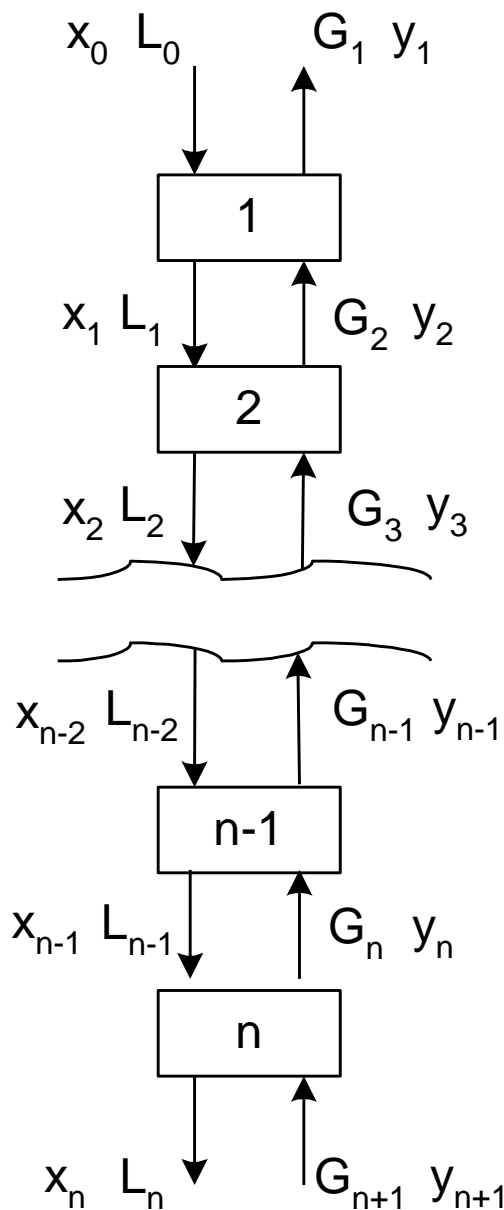 x₀ L₀ G₁ y₁
1
x₁ L₁ G₂ y₂
2
x₂ L₂ G₃ y₃
xₙ₋₂ Lₙ₋₂ Gₙ₋₁ yₙ₋₁
n-1
xₙ₋₁ Lₙ₋₁ Gₙ yₙ
n
xₙ Lₙ Gₙ₊₁ yₙ₊₁